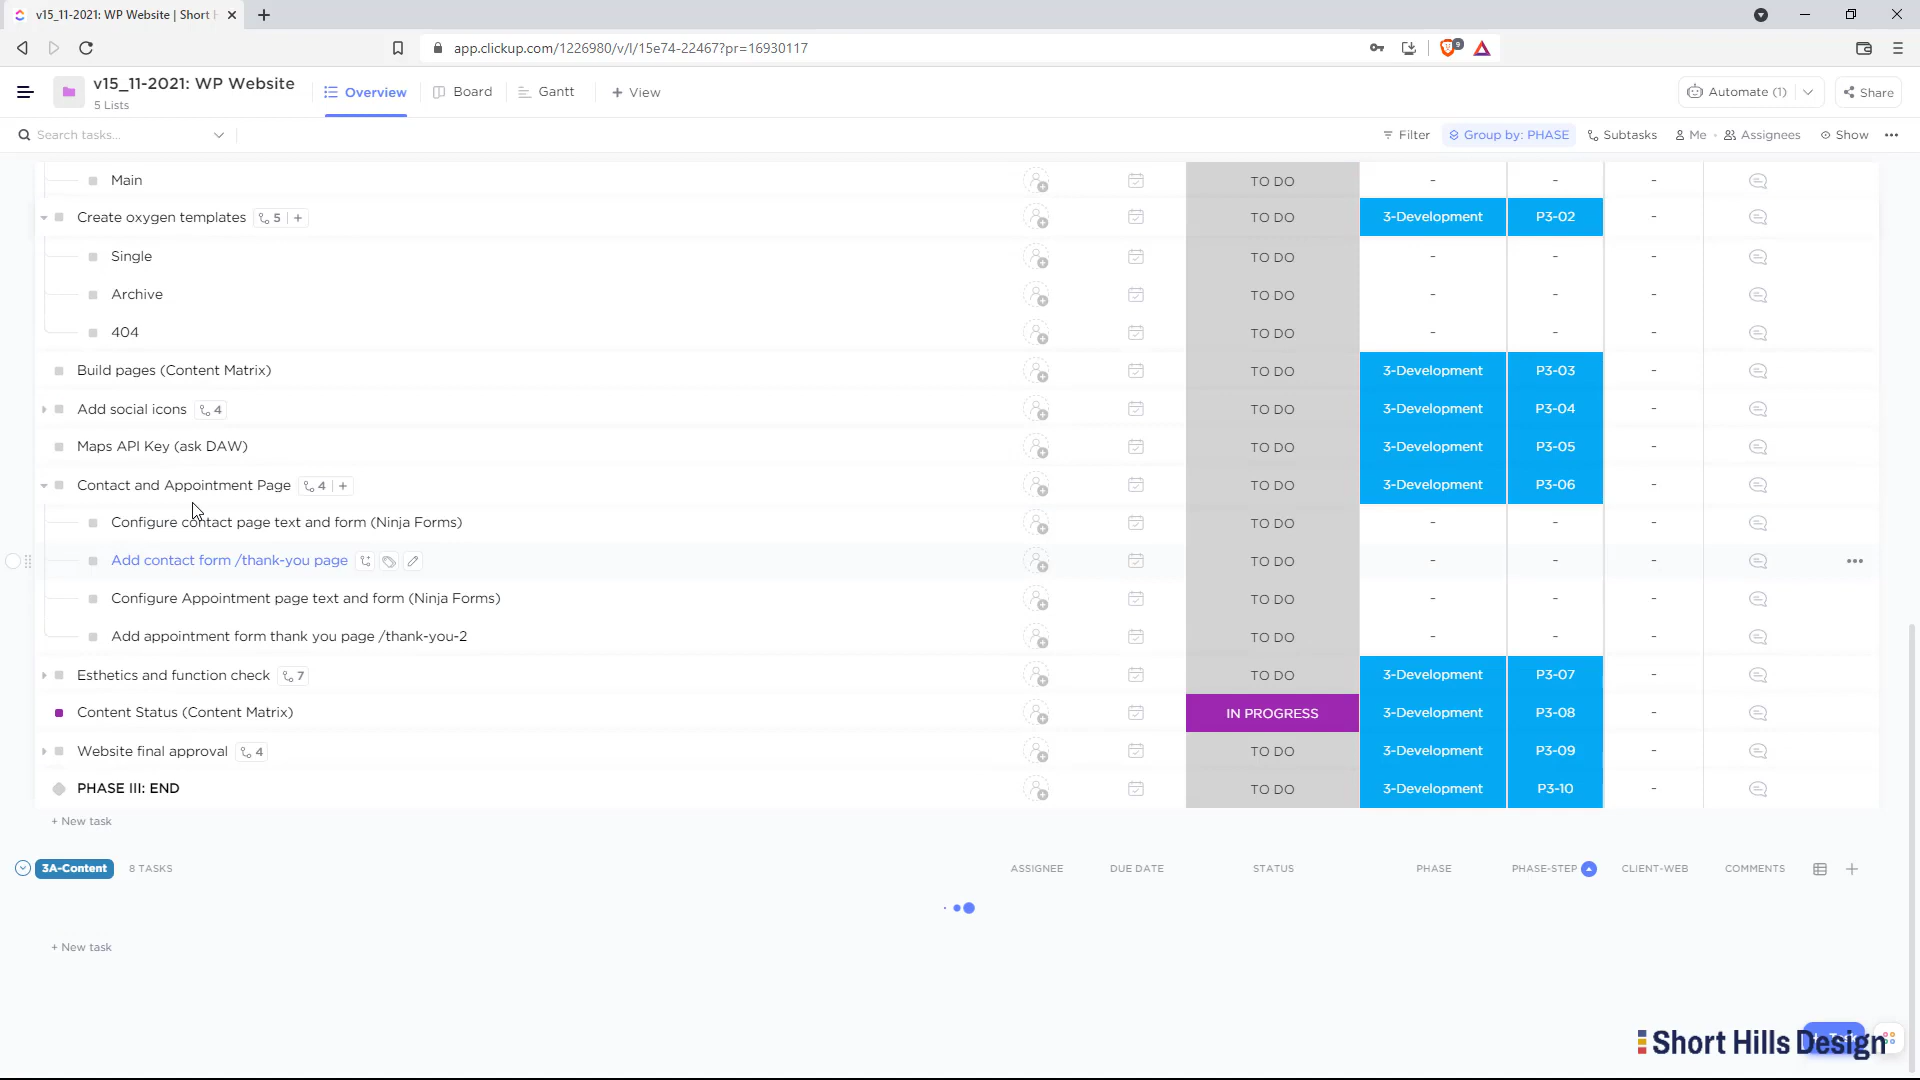 v15_11-2021: WP Website | Short H
app.clickup.com/1226980/v/l/15e74-22467?pr=16930117
9
v15_11-2021: WP Website
5 Lists
Overview
Board
Gantt
+ View
Automate (1)
Share
Search tasks...
Filter
Group by: PHASE
Subtasks
Me
Assignees
Show
Main
TO DO
-
-
-
Create oxygen templates 5 +
TO DO
3-Development
P3-02
-
Single
TO DO
-
-
-
Archive
TO DO
-
-
-
404
TO DO
-
-
-
Build pages (Content Matrix)
TO DO
3-Development
P3-03
-
Add social icons 4
TO DO
3-Development
P3-04
-
Maps API Key (ask DAW)
TO DO
3-Development
P3-05
-
Contact and Appointment Page 4 +
TO DO
3-Development
P3-06
-
Configure contact page text and form (Ninja Forms)
TO DO
-
-
-
Add contact form /thank-you page
TO DO
-
-
-
Configure Appointment page text and form (Ninja Forms)
TO DO
-
-
-
Add appointment form thank you page /thank-you-2
TO DO
-
-
-
Esthetics and function check 7
TO DO
3-Development
P3-07
-
Content Status (Content Matrix)
IN PROGRESS
3-Development
P3-08
-
Website final approval 4
TO DO
3-Development
P3-09
-
PHASE III: END
TO DO
3-Development
P3-10
-
+ New task
3A-Content
8 TASKS
ASSIGNEE
DUE DATE
STATUS
PHASE
PHASE-STEP
CLIENT-WEB
COMMENTS
+ New task
Short Hills Design